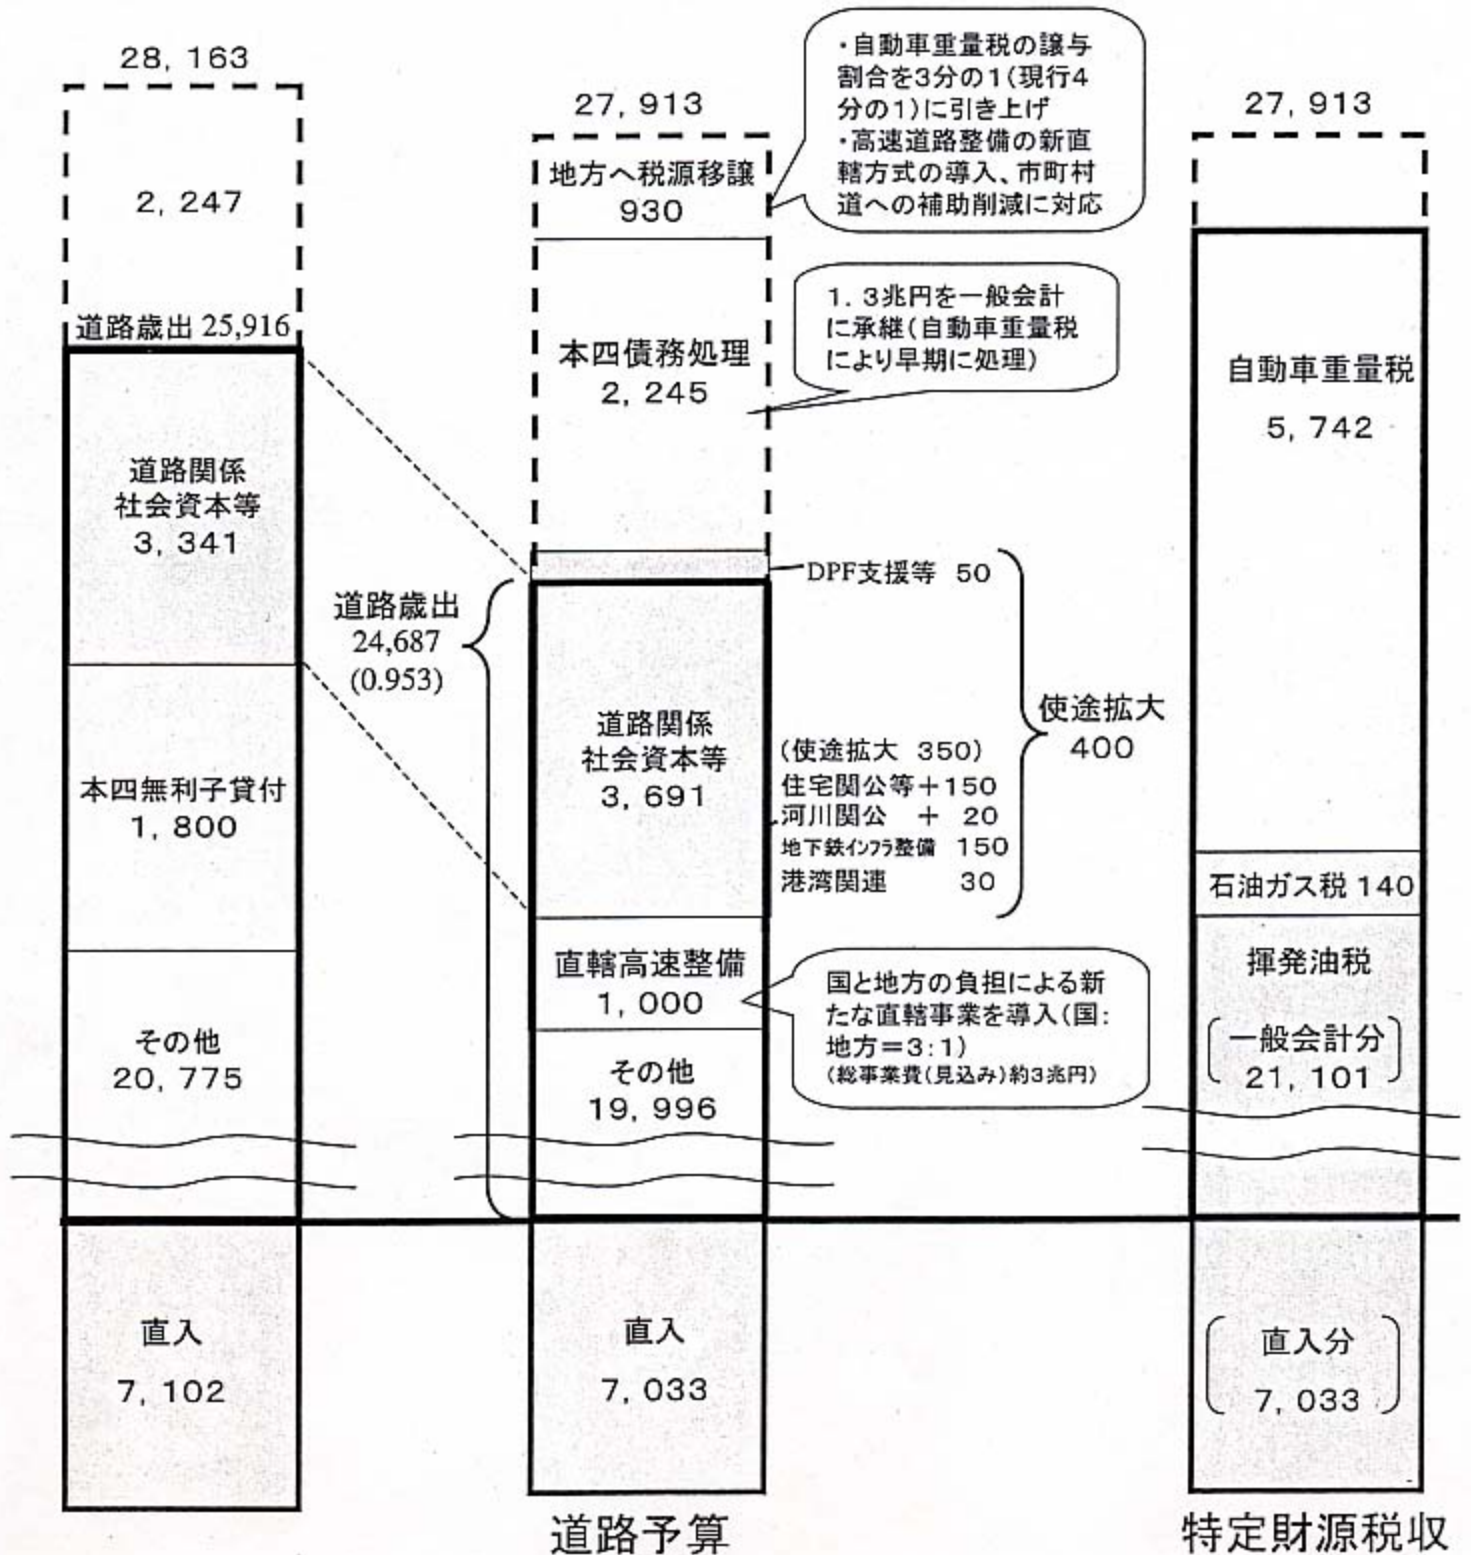 28, 163
2, 247
道路歳出 25,916
道路関係
社会資本等
3, 341
本四無利子貸付
1, 800
その他
20, 775
直入
7, 102
27, 913
地方へ税源移譲
930
本四債務処理
2, 245
DPF支援等 50
道路歳出
24,687
(0.953)
道路関係
社会資本等
3, 691
(使途拡大 350)
住宅関公等+150
河川関公 + 20
地下鉄インフラ整備 150
港湾関連 30
使途拡大
400
直轄高速整備
1, 000
その他
19, 996
直入
7, 033
道路予算
・自動車重量税の譲与
割合を3分の1(現行4
分の1)に引き上げ
・高速道路整備の新直
轄方式の導入、市町村
道への補助削減に対応
1. 3兆円を一般会計
に承継(自動車重量税
により早期に処理)
国と地方の負担による新
たな直轄事業を導入(国:
地方=3:1)
(総事業費(見込み)約3兆円)
27, 913
自動車重量税
5, 742
石油ガス税 140
揮発油税
一般会計分
21, 101
直入分
7, 033
特定財源税収